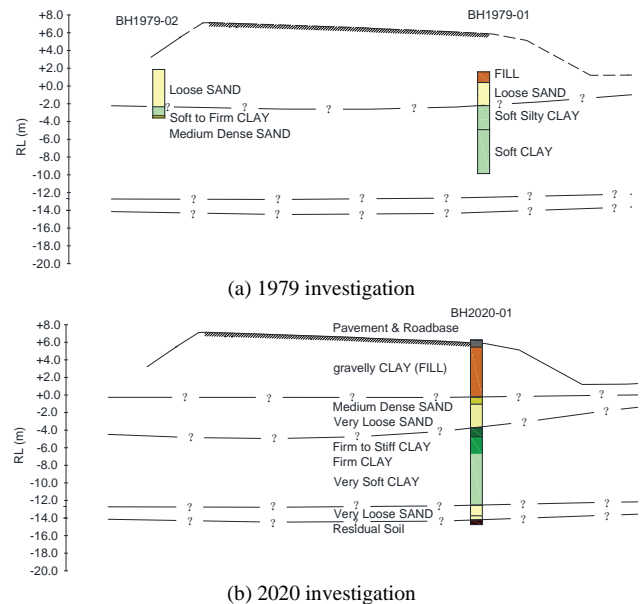 BH1979-02
BH1979-01
+8.0
+6.0
+4.0
+2.0
+0.0
-2.0
-4.0
-6.0
-8.0
-10.0
-12.0
-14.0
-16.0
-18.0
-20.0
RL (m)
Loose SAND
Soft to Firm CLAY
Medium Dense SAND
FILL
Loose SAND
Soft Silty CLAY
Soft CLAY
? ? ? ? ? ?
? ? ? ? ? ?
? ? ? ? ? ?
(a) 1979 investigation
BH2020-01
+8.0
+6.0
+4.0
+2.0
+0.0
-2.0
-4.0
-6.0
-8.0
-10.0
-12.0
-14.0
-16.0
-18.0
-20.0
RL (m)
Pavement & Roadbase
gravelly CLAY (FILL)
? ? ? ? ? ?
Medium Dense SAND
Very Loose SAND
? ? ? ? ? ?
Firm to Stiff CLAY
Firm CLAY
Very Soft CLAY
? ? ? ? ? ?
Very Loose SAND
? ? ? ? ? ?
Residual Soil
(b) 2020 investigation